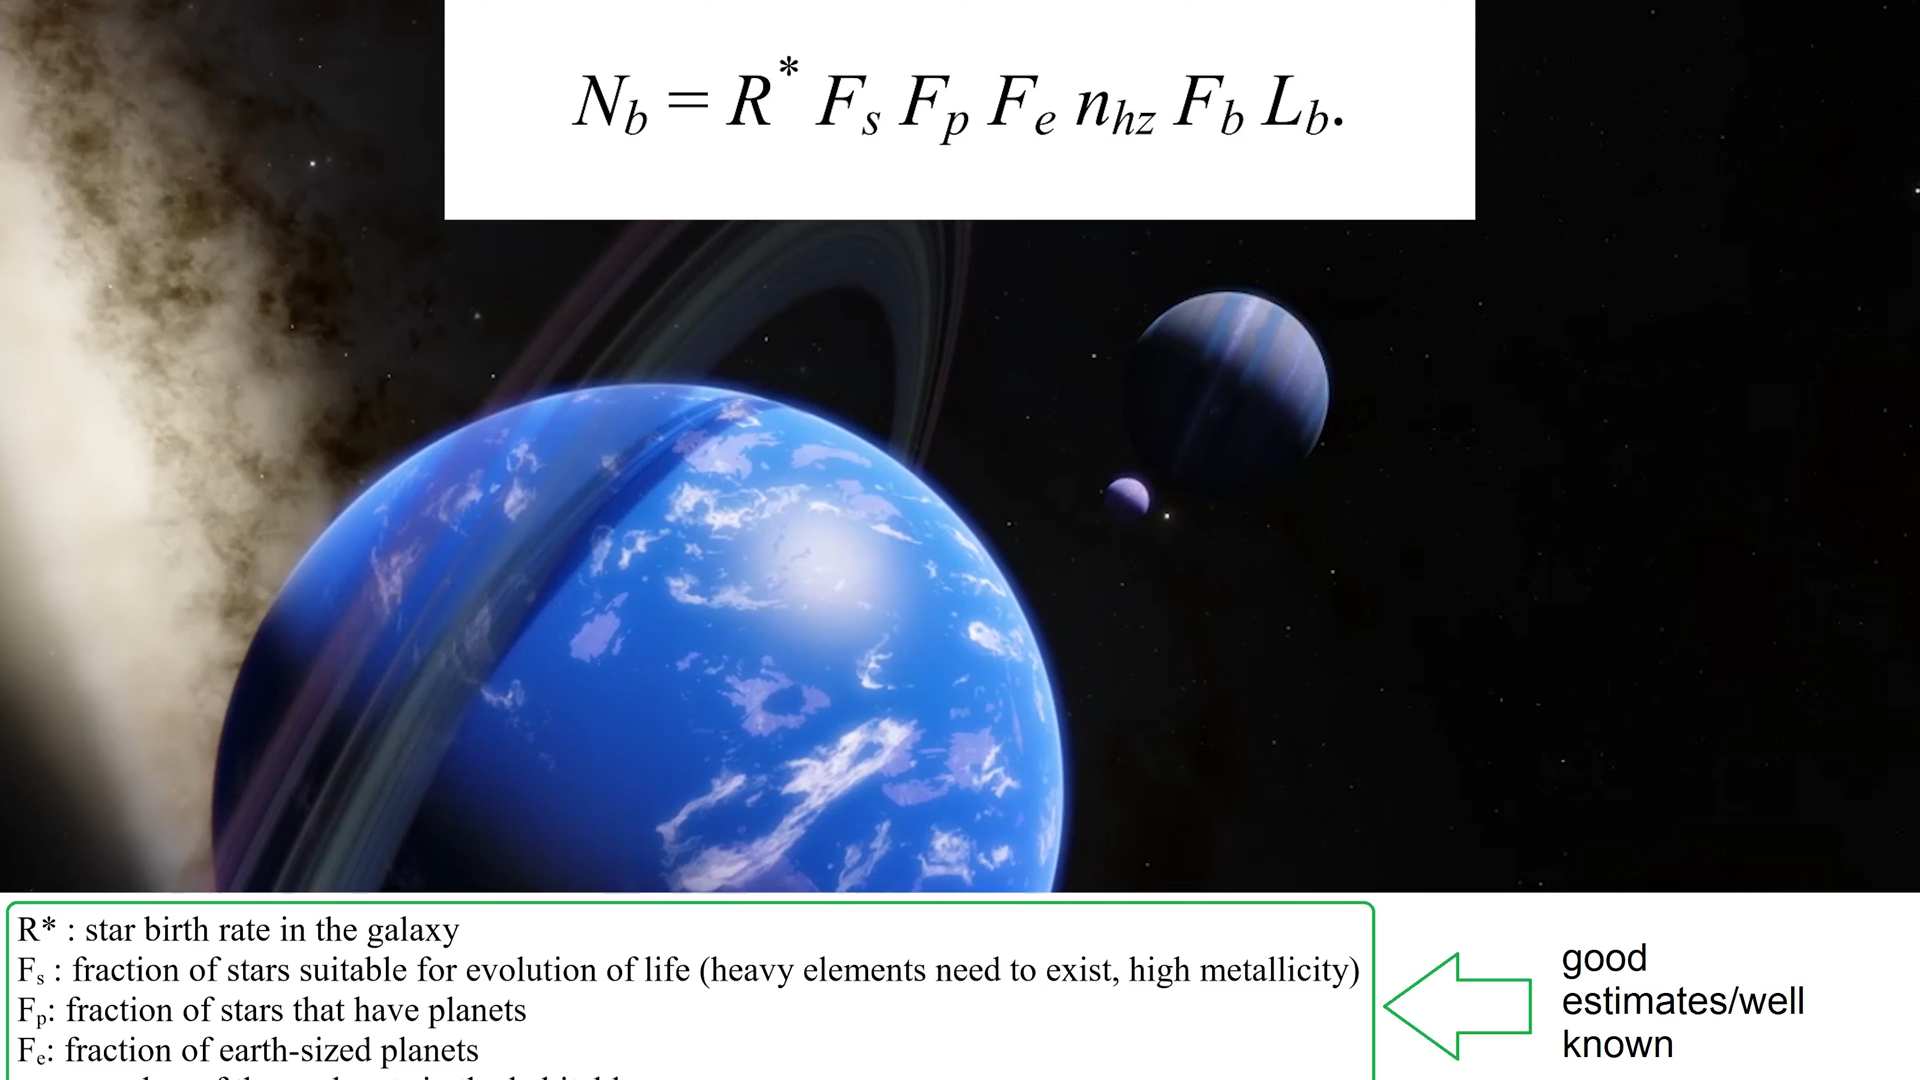 N_b = R* F_s F_p F_e n_hz F_b L_b.
R* : star birth rate in the galaxy
F_s : fraction of stars suitable for evolution of life (heavy elements need to exist, high metallicity)
F_p: fraction of stars that have planets
F_e: fraction of earth-sized planets
good
estimates/well
known